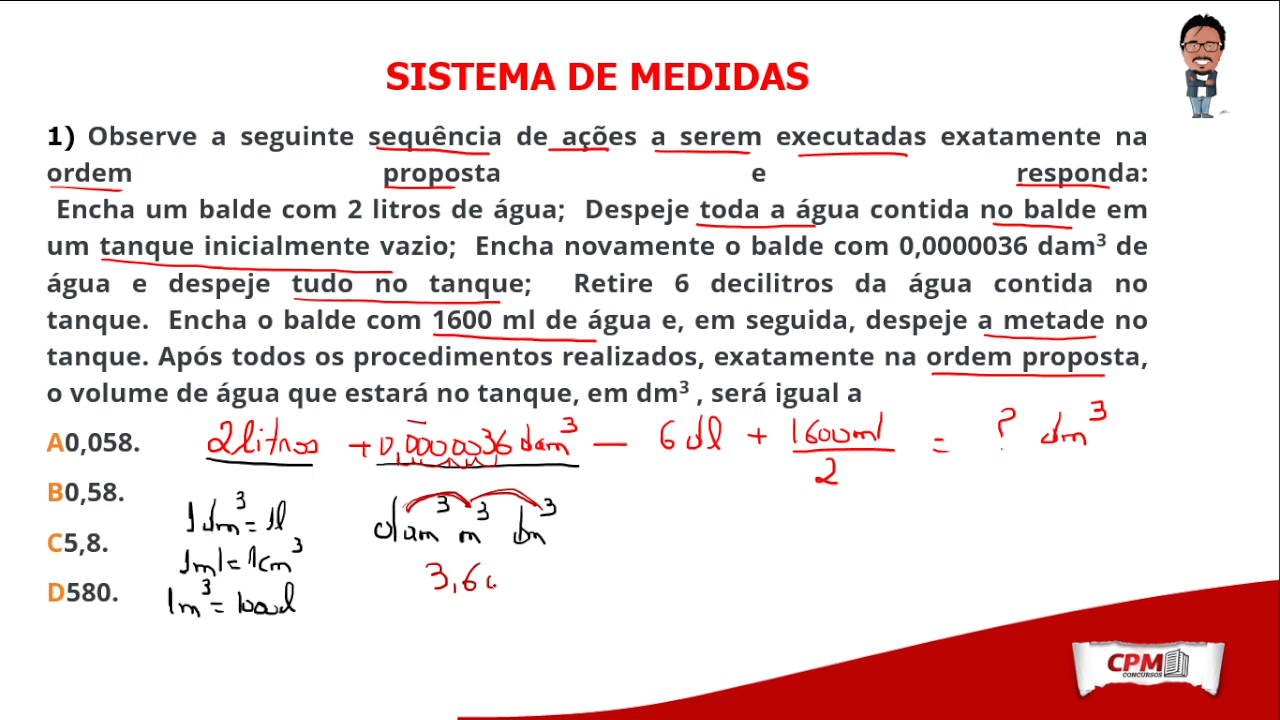 SISTEMA DE MEDIDAS
1) Observe a seguinte sequência de ações a serem executadas exatamente na
ordem proposta e responda:
Encha um balde com 2 litros de água; Despeje toda a água contida no balde em
um tanque inicialmente vazio; Encha novamente o balde com 0,0000036 dam³ de
água e despeje tudo no tanque; Retire 6 decilitros da água contida no
tanque. Encha o balde com 1600 ml de água e, em seguida, despeje a metade no
tanque. Após todos os procedimentos realizados, exatamente na ordem proposta,
o volume de água que estará no tanque, em dm³ , será igual a
A0,058.
2 litros + 0,0000036 dam³ - 6 dl + 1600ml / 2 = ? dm³
B0,58.
1 dm³ = 1l dam³ m³ dm³
C5,8.
1ml = 1cm³
3,6
D580.
1m³ = 1000l
CPM
CONCURSOS